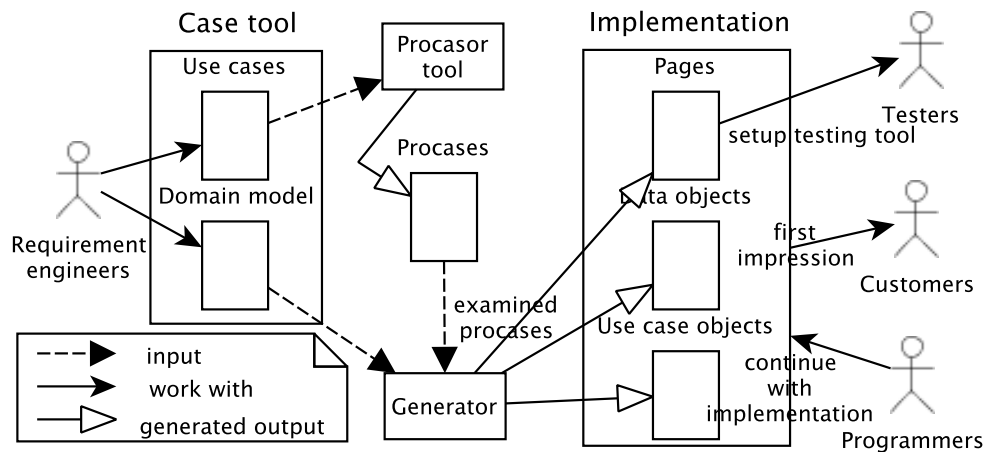 Case tool
Use cases
Domain model
Requirement
engineers
Procasor
tool
Procases
examined
procases
Generator
Implementation
Pages
Data objects
Use case objects
Testers
setup testing tool
first
impression
Customers
continue
with
implementation
Programmers
input
work with
generated output